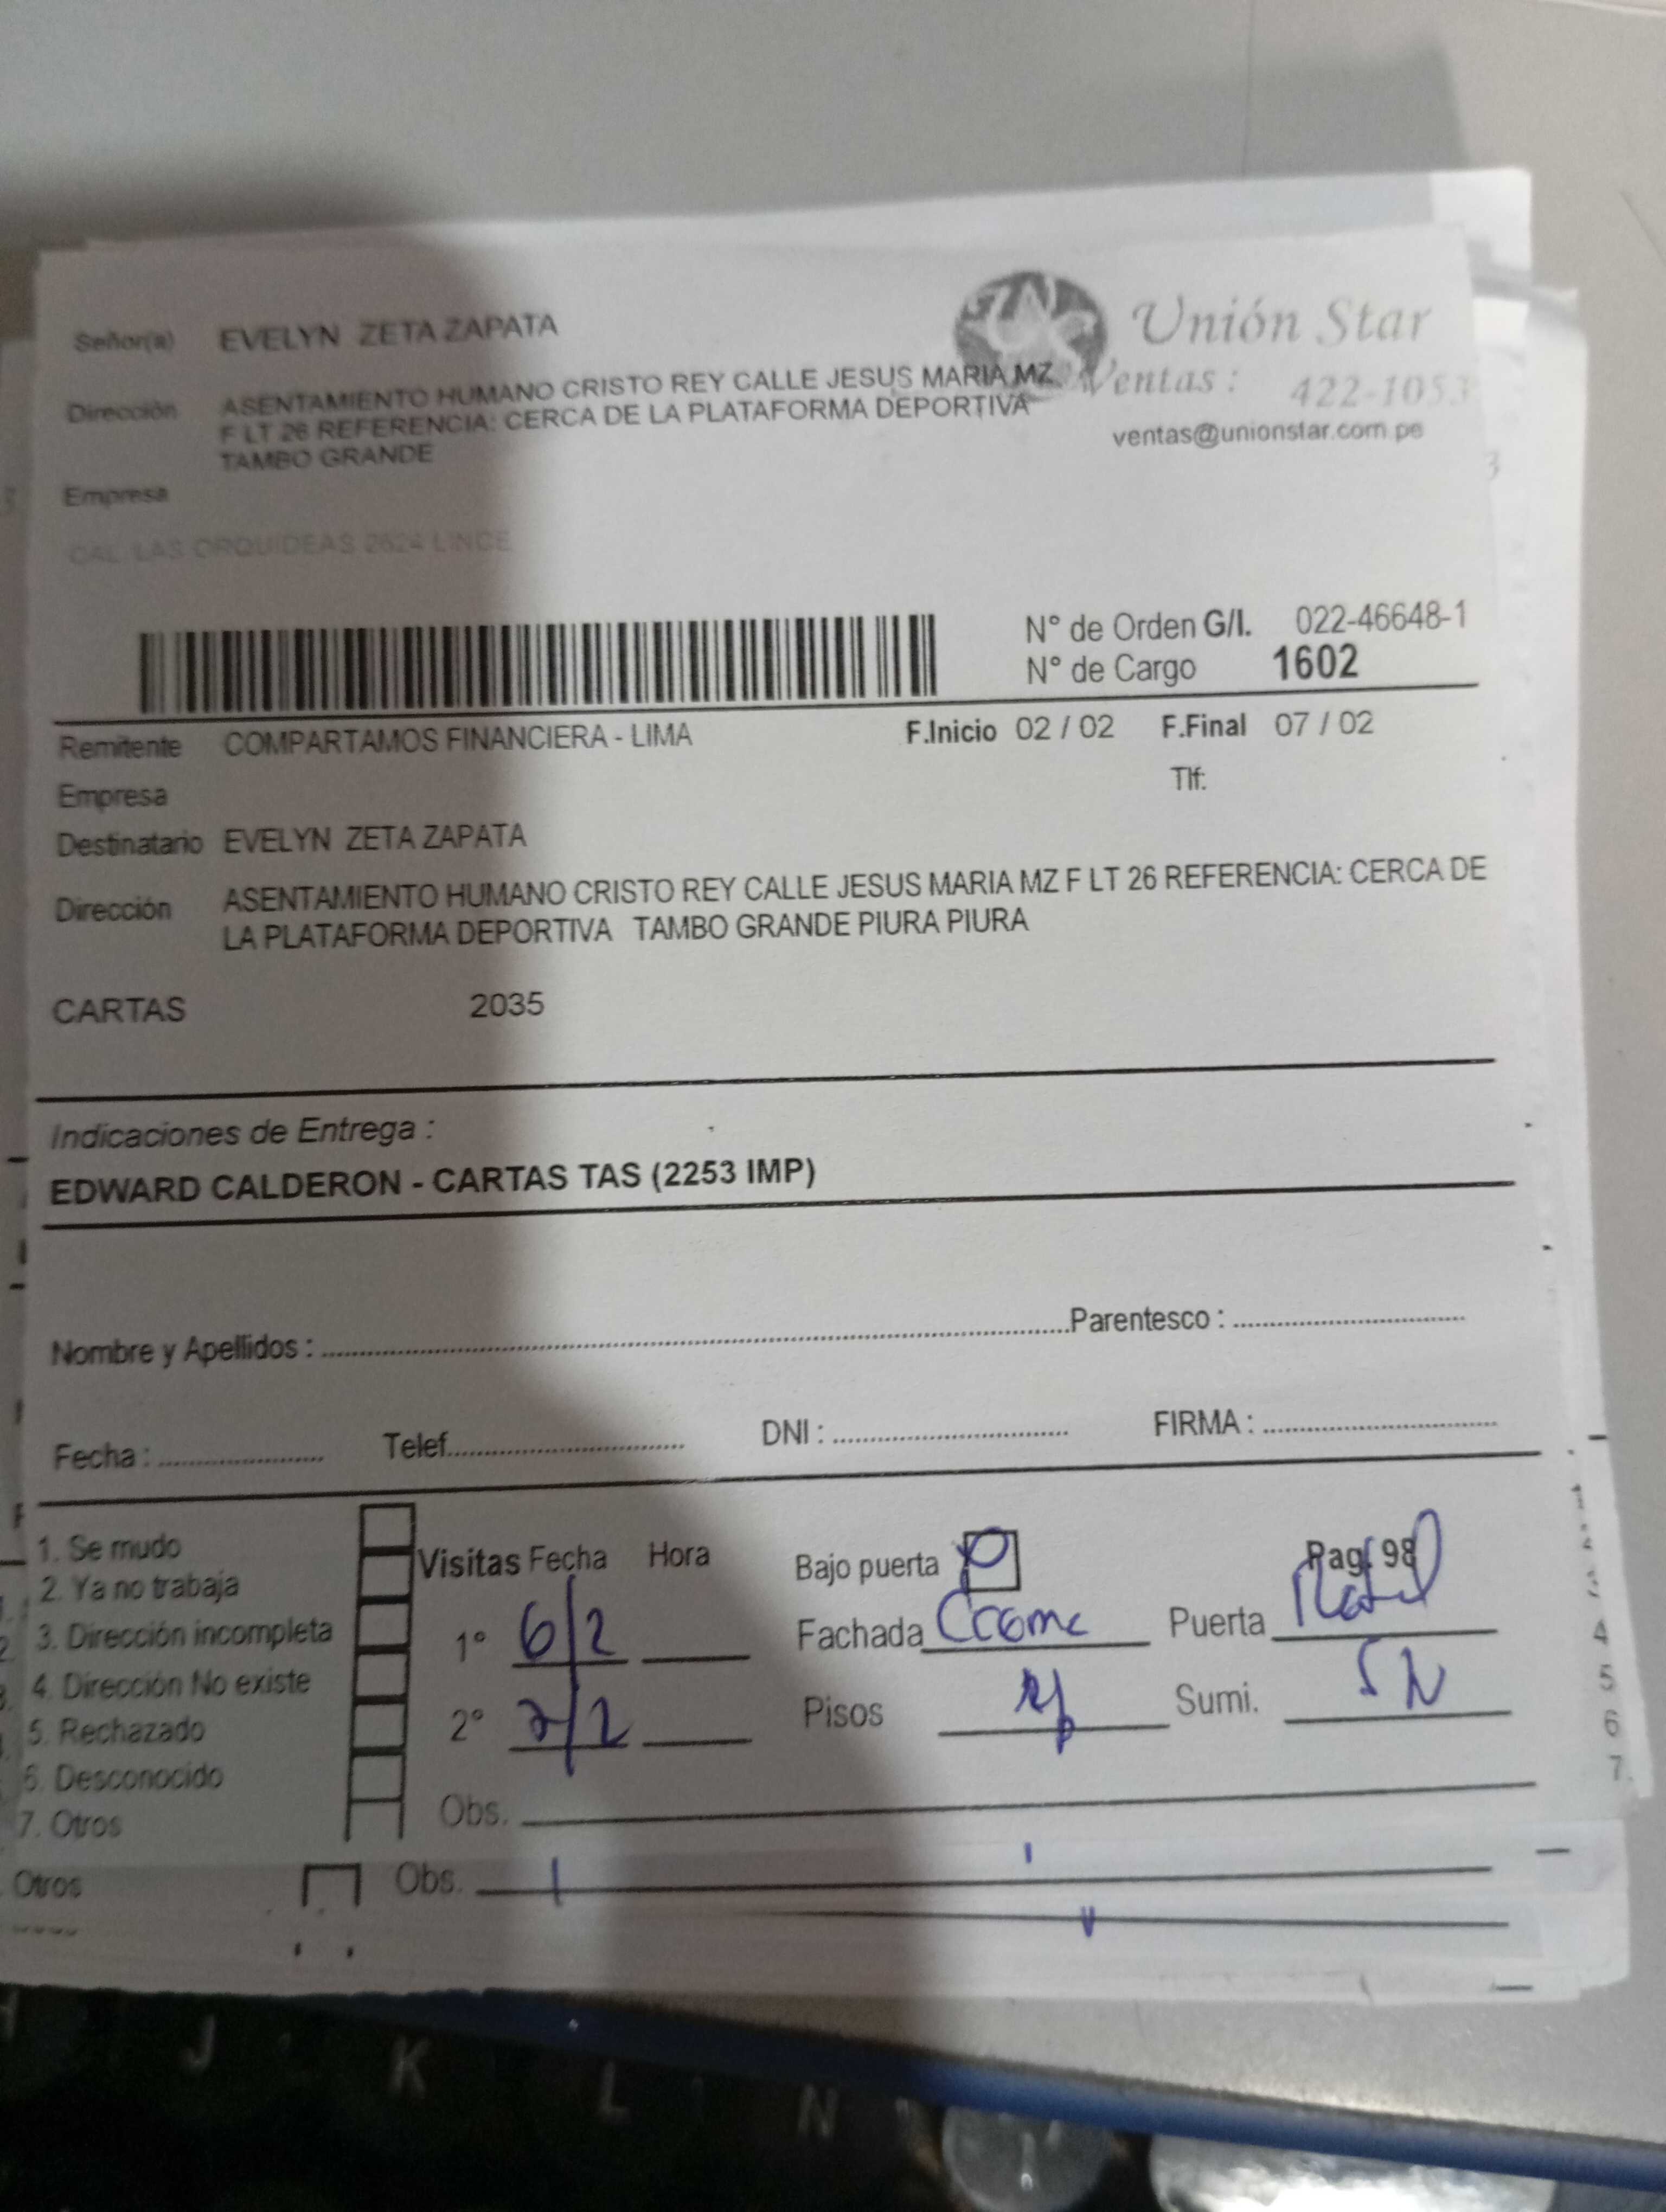 Señor(a) EVELYN ZETA ZAPATA
Unión Star
Dirección ASENTAMIENTO HUMANO CRISTO REY CALLE JESUS MARIA MZ
F LT 26 REFERENCIA: CERCA DE LA PLATAFORMA DEPORTIVA
TAMBO GRANDE
Ventas : 422-1053
ventas@unionstar.com.pe
Empresa
CAL. LAS ORQUIDEAS 2624 LINCE
N° de Orden G/I. 022-46648-1
N° de Cargo 1602
Remitente COMPARTAMOS FINANCIERA - LIMA F.Inicio 02 / 02 F.Final 07 / 02
Empresa Tlf:
Destinatario EVELYN ZETA ZAPATA
Dirección ASENTAMIENTO HUMANO CRISTO REY CALLE JESUS MARIA MZ F LT 26 REFERENCIA: CERCA DE
LA PLATAFORMA DEPORTIVA TAMBO GRANDE PIURA PIURA
CARTAS 2035
Indicaciones de Entrega :
EDWARD CALDERON - CARTAS TAS (2253 IMP)
Nombre y Apellidos : Parentesco :
Fecha : Telef. DNI : FIRMA :
1. Se mudo
2. Ya no trabaja
3. Dirección incompleta
4. Dirección No existe
5. Rechazado
6. Desconocido
7. Otros
Visitas Fecha Hora
1° 6/2
2°
Obs.
Bajo puerta Pag. 98
Fachada Crema Puerta
Pisos Sumi. SN
Otros Obs.
4
5
6
7.
J K L N